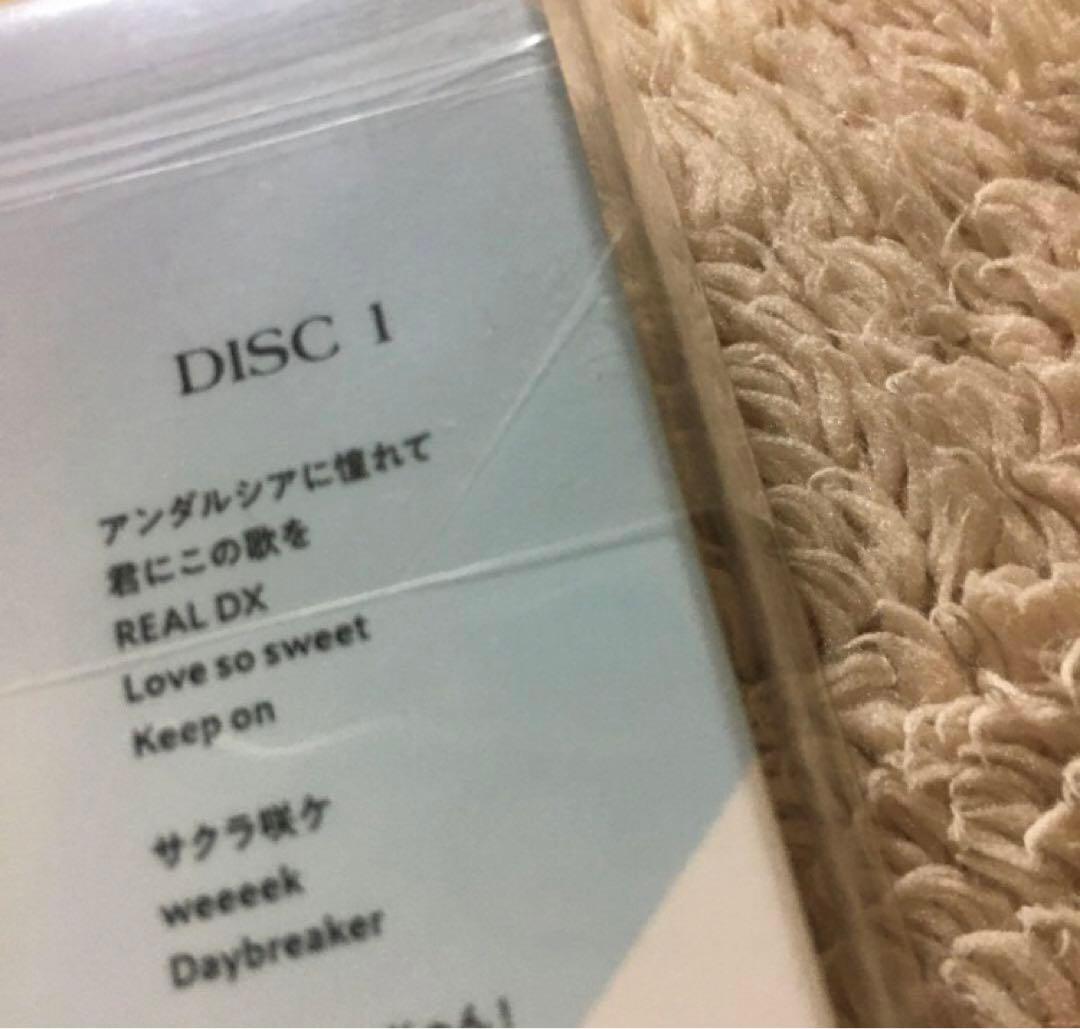 DISC 1
アンダルシアに憧れて
君にこの歌を
REAL DX
Love so sweet
Keep on
サクラ咲ケ
weeeek
Daybreaker